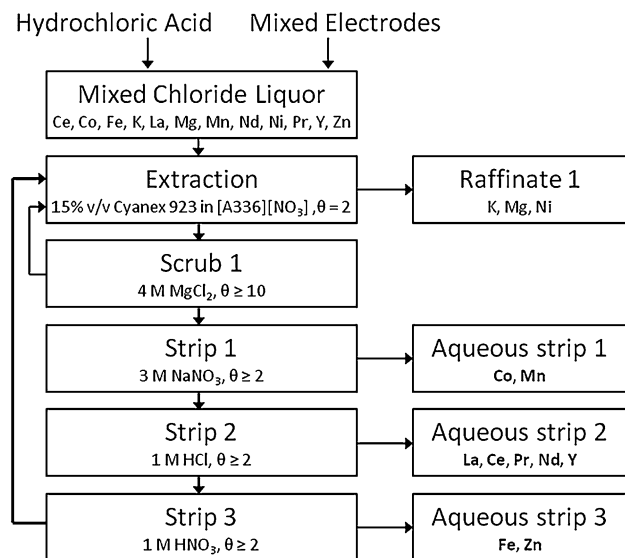 Hydrochloric Acid Mixed Electrodes
Mixed Chloride Liquor
Ce, Co, Fe, K, La, Mg, Mn, Nd, Ni, Pr, Y, Zn
Extraction
15% v/v Cyanex 923 in [A336][NO₃] ,θ = 2
Raffinate 1
K, Mg, Ni
Scrub 1
4 M MgCl₂, θ ≥ 10
Strip 1
3 M NaNO₃, θ ≥ 2
Aqueous strip 1
Co, Mn
Strip 2
1 M HCl, θ ≥ 2
Aqueous strip 2
La, Ce, Pr, Nd, Y
Strip 3
1 M HNO₃, θ ≥ 2
Aqueous strip 3
Fe, Zn